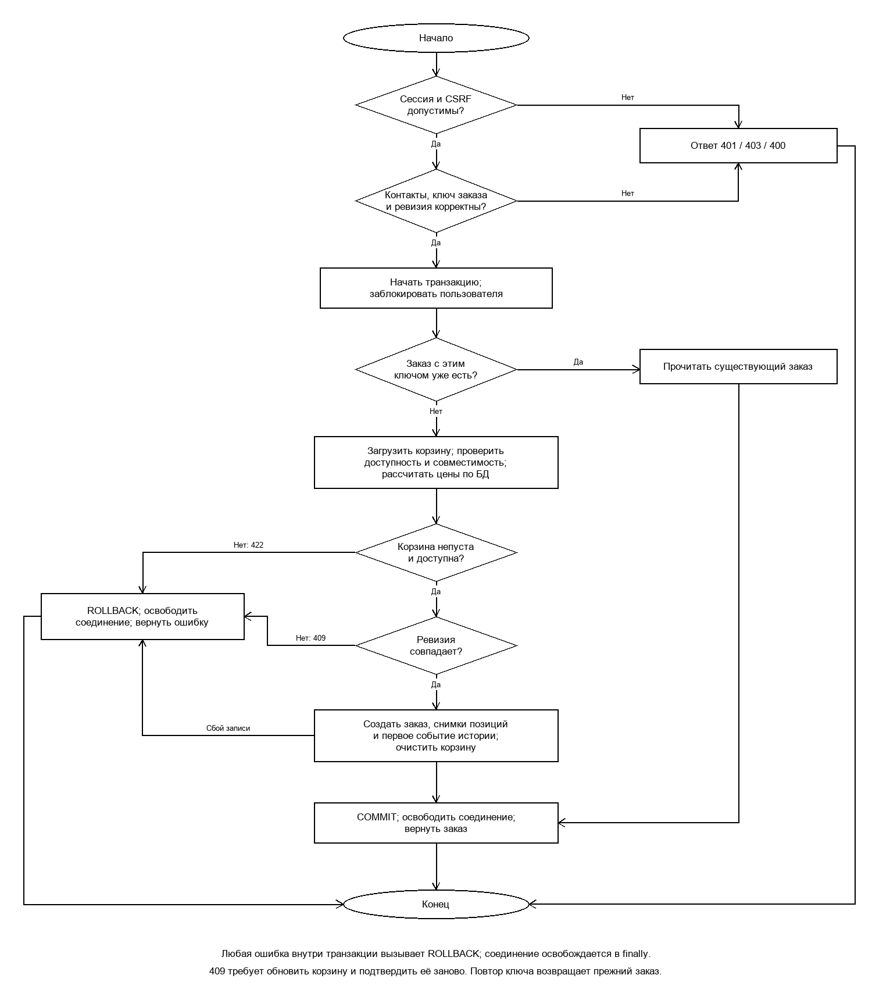 Начало
Сессия и CSRF
допустимы?
Нет
Ответ 401 / 403 / 400
Да
Контакты, ключ заказа
и ревизия корректны?
Нет
Да
Начать транзакцию;
заблокировать пользователя
Заказ с этим
ключом уже есть?
Да
Прочитать существующий заказ
Нет
Загрузить корзину; проверить
доступность и совместимость;
рассчитать цены по БД
Корзина непуста
и доступна?
Нет: 422
Да
ROLLBACK; освободить
соединение; вернуть ошибку
Ревизия
совпадает?
Нет: 409
Да
Создать заказ, снимки позиций
и первое событие истории;
очистить корзину
Сбой записи
COMMIT; освободить соединение;
вернуть заказ
Конец
Любая ошибка внутри транзакции вызывает ROLLBACK; соединение освобождается в finally.
409 требует обновить корзину и подтвердить её заново. Повтор ключа возвращает прежний заказ.